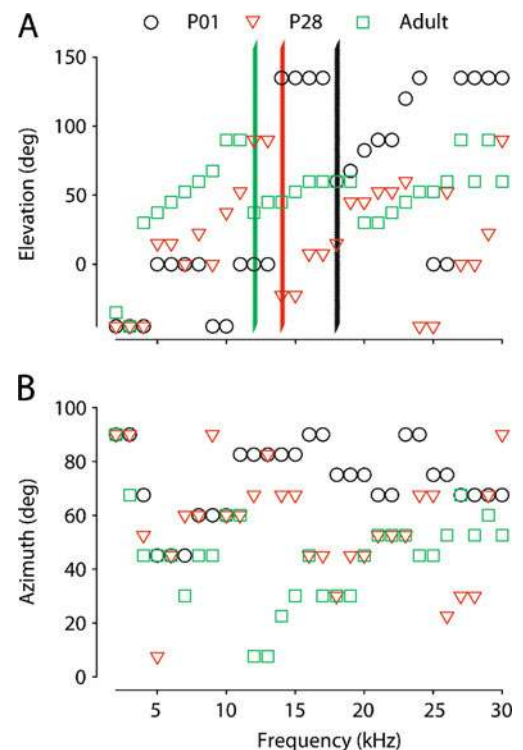 A
P01
P28
Adult
150
100
50
0
Elevation (deg)
B
100
80
60
40
20
0
Azimuth (deg)
5 10 15 20 25 30
Frequency (kHz)